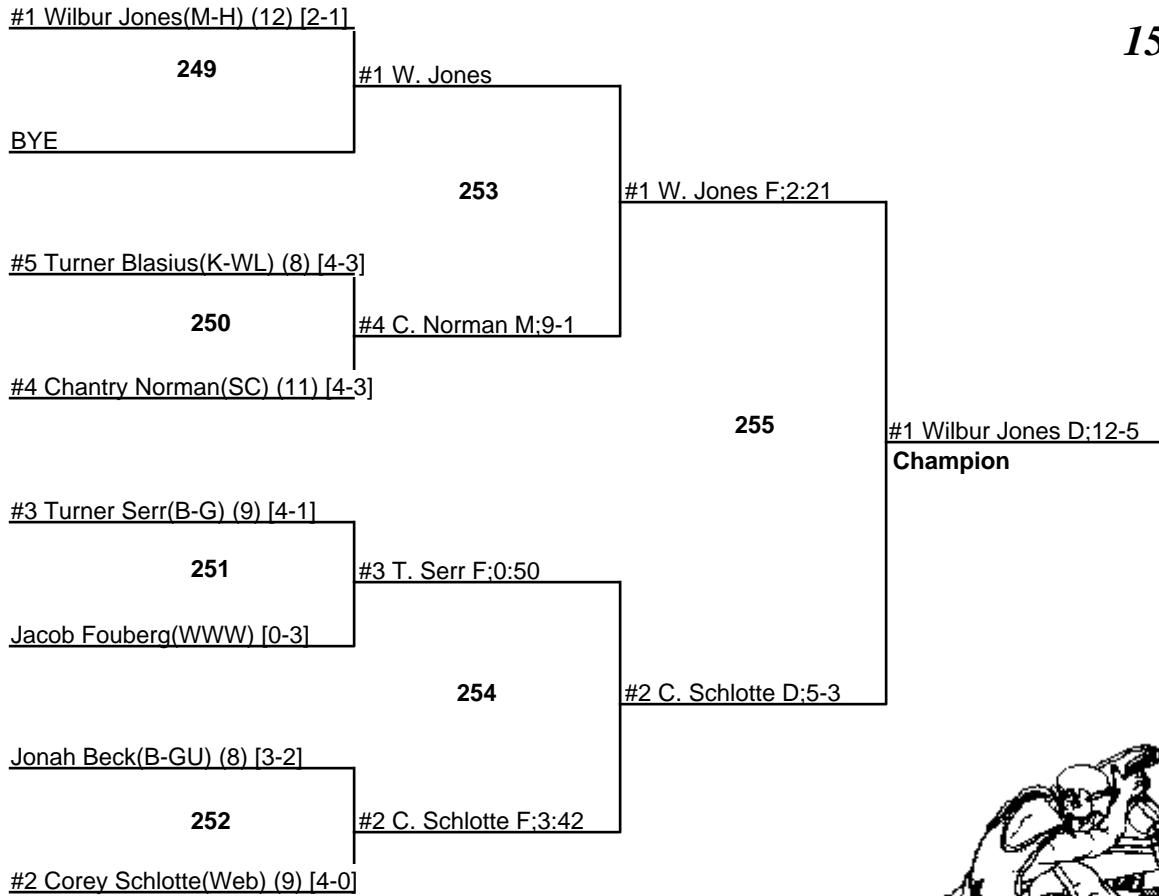 #1 Wilbur Jones(M-H) (12) [2-1]
15
249
#1 W. Jones
BYE
253
#1 W. Jones F;2:21
#5 Turner Blasius(K-WL) (8) [4-3]
250
#4 C. Norman M;9-1
#4 Chantry Norman(SC) (11) [4-3]
255
#1 Wilbur Jones D;12-5
Champion
#3 Turner Serr(B-G) (9) [4-1]
251
#3 T. Serr F;0:50
Jacob Fouberg(WWW) [0-3]
254
#2 C. Schlotte D;5-3
Jonah Beck(B-GU) (8) [3-2]
252
#2 C. Schlotte F;3:42
#2 Corey Schlotte(Web) (9) [4-0]